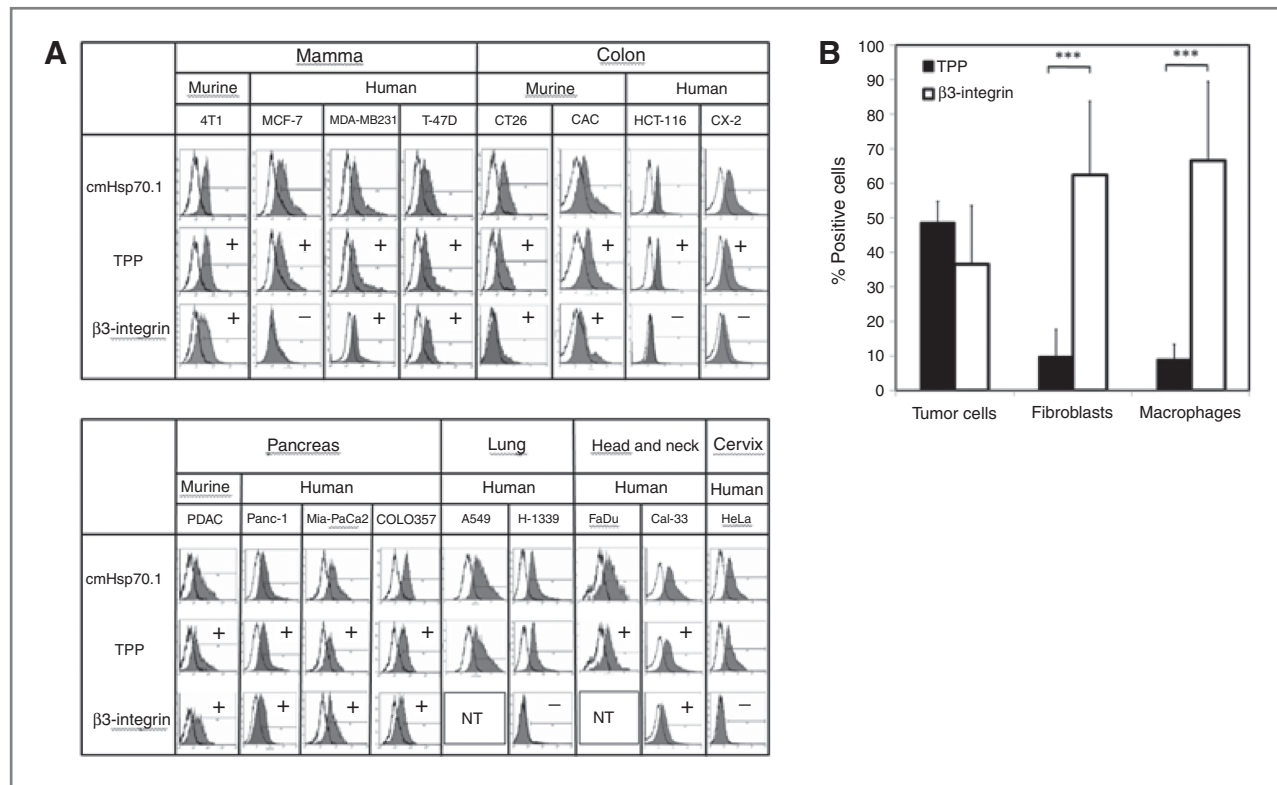 A
Mamma Colon
Murine Human Murine Human
4T1 MCF-7 MDA-MB231 T-47D CT26 CAC HCT-116 CX-2
cmHsp70.1
TPP + + + + + + + +
β3-integrin + − + + + + − −
Pancreas Lung Head and neck Cervix
Murine Human Human Human Human
PDAC Panc-1 Mia-PaCa2 COLO357 A549 H-1339 FaDu Cal-33 HeLa
cmHsp70.1
TPP + + + + + +
β3-integrin + + + + NT − NT + −
B
100
90
80
70
60
50
40
30
20
10
0
% Positive cells
TPP
β3-integrin
*** ***
Tumor cells Fibroblasts Macrophages